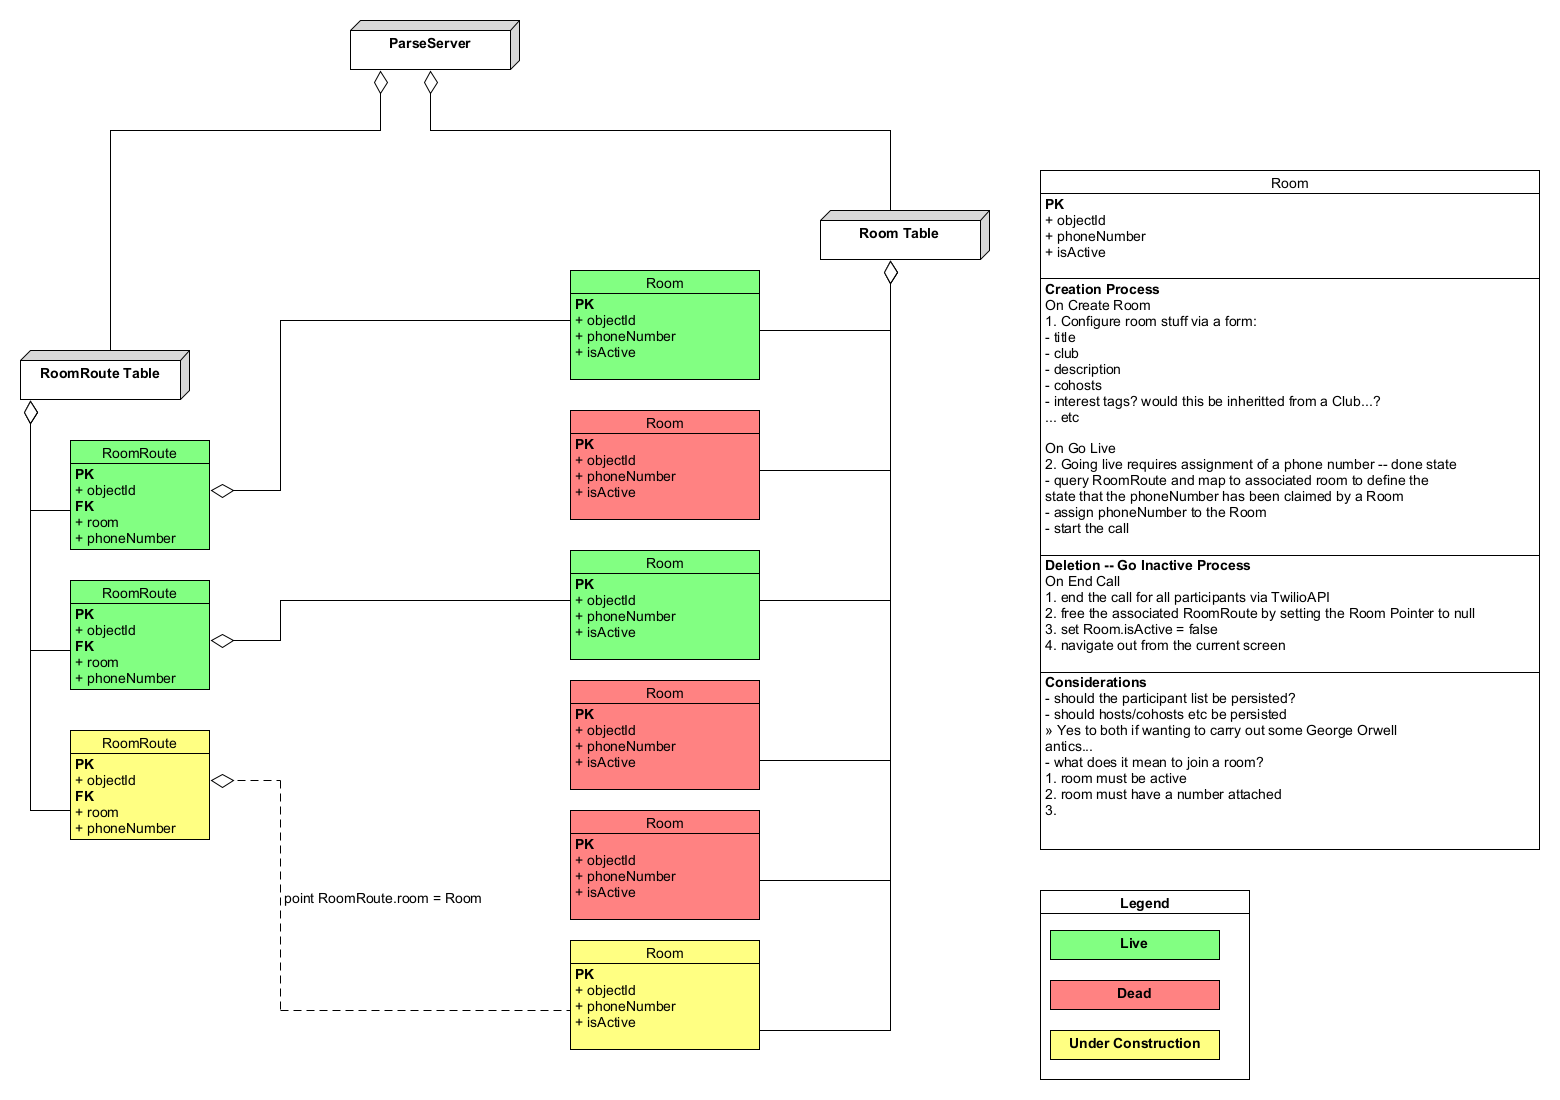 ParseServer
RoomRoute Table
RoomRoute
PK
+ objectId
FK
+ room
+ phoneNumber
RoomRoute
PK
+ objectId
FK
+ room
+ phoneNumber
RoomRoute
PK
+ objectId
FK
+ room
+ phoneNumber
point RoomRoute.room = Room
Room Table
Room
PK
+ objectId
+ phoneNumber
+ isActive
Room
PK
+ objectId
+ phoneNumber
+ isActive
Room
PK
+ objectId
+ phoneNumber
+ isActive
Room
PK
+ objectId
+ phoneNumber
+ isActive
Room
PK
+ objectId
+ phoneNumber
+ isActive
Room
PK
+ objectId
+ phoneNumber
+ isActive
Room
PK
+ objectId
+ phoneNumber
+ isActive
Creation Process
On Create Room
1. Configure room stuff via a form:
- title
- club
- description
- cohosts
- interest tags? would this be inheritted from a Club...?
... etc
On Go Live
2. Going live requires assignment of a phone number -- done state
- query RoomRoute and map to associated room to define the
state that the phoneNumber has been claimed by a Room
- assign phoneNumber to the Room
- start the call
Deletion -- Go Inactive Process
On End Call
1. end the call for all participants via TwilioAPI
2. free the associated RoomRoute by setting the Room Pointer to null
3. set Room.isActive = false
4. navigate out from the current screen
Considerations
- should the participant list be persisted?
- should hosts/cohosts etc be persisted
» Yes to both if wanting to carry out some George Orwell
antics...
- what does it mean to join a room?
1. room must be active
2. room must have a number attached
3.
Legend
Live
Dead
Under Construction